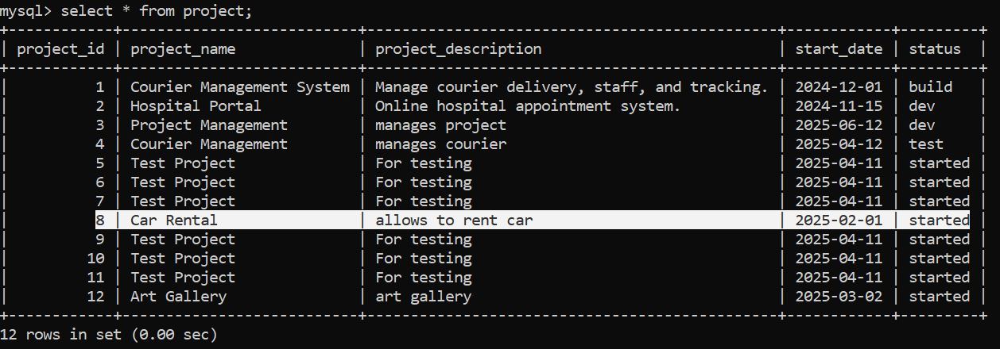 mysql> select * from project;
+------------+---------------------------+-----------------------------------------------+------------+---------+
| project_id | project_name              | project_description                           | start_date | status  |
+------------+---------------------------+-----------------------------------------------+------------+---------+
|          1 | Courier Management System | Manage courier delivery, staff, and tracking. | 2024-12-01 | build   |
|          2 | Hospital Portal           | Online hospital appointment system.           | 2024-11-15 | dev     |
|          3 | Project Management        | manages project                               | 2025-06-12 | dev     |
|          4 | Courier Management        | manages courier                               | 2025-04-12 | test    |
|          5 | Test Project              | For testing                                   | 2025-04-11 | started |
|          6 | Test Project              | For testing                                   | 2025-04-11 | started |
|          7 | Test Project              | For testing                                   | 2025-04-11 | started |
|          8 | Car Rental                | allows to rent car                            | 2025-02-01 | started |
|          9 | Test Project              | For testing                                   | 2025-04-11 | started |
|         10 | Test Project              | For testing                                   | 2025-04-11 | started |
|         11 | Test Project              | For testing                                   | 2025-04-11 | started |
|         12 | Art Gallery               | art gallery                                   | 2025-03-02 | started |
+------------+---------------------------+-----------------------------------------------+------------+---------+
12 rows in set (0.00 sec)